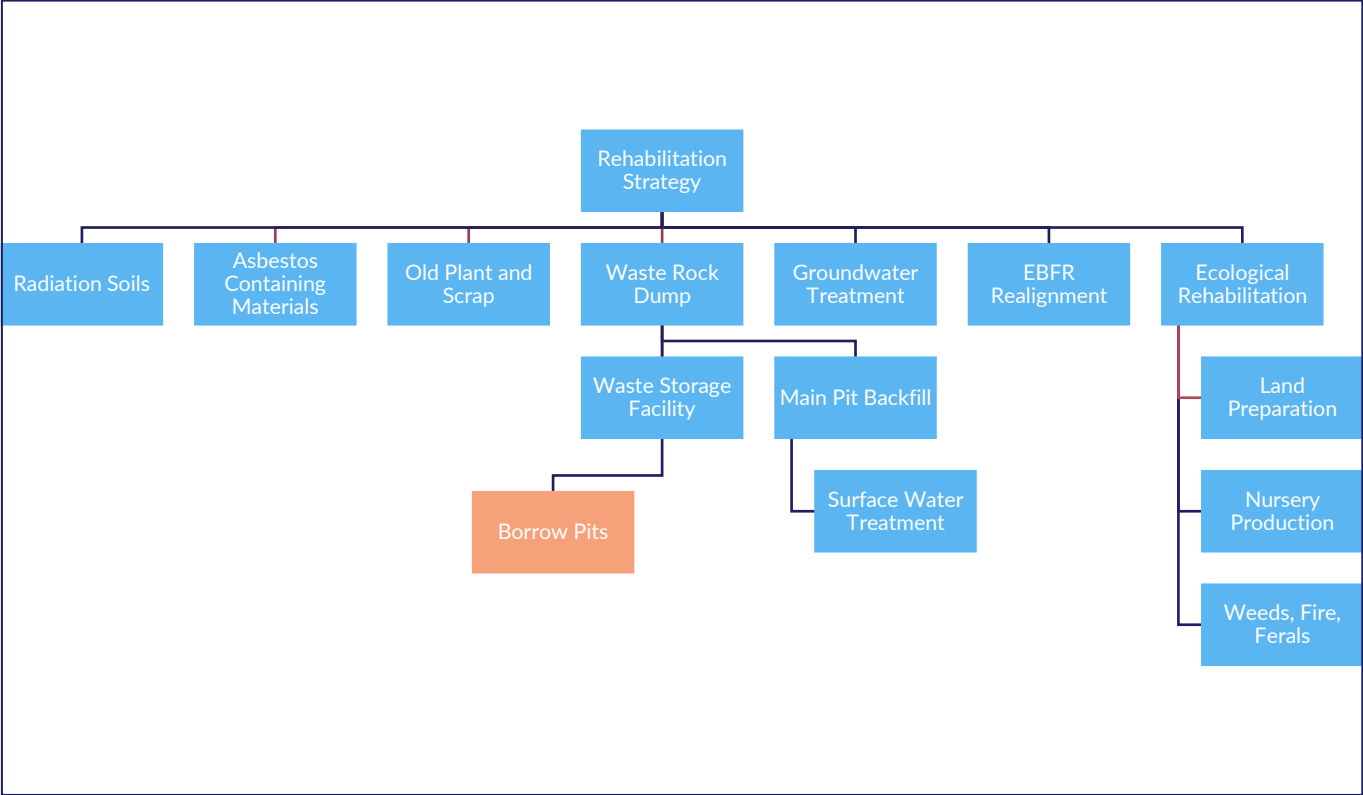 Rehabilitation
Strategy
Radiation Soils
Asbestos
Containing
Materials
Old Plant and
Scrap
Waste Rock
Dump
Groundwater
Treatment
EBFR
Realignment
Ecological
Rehabilitation
Waste Storage
Facility
Main Pit Backfill
Land
Preparation
Borrow Pits
Surface Water
Treatment
Nursery
Production
Weeds, Fire,
Ferals